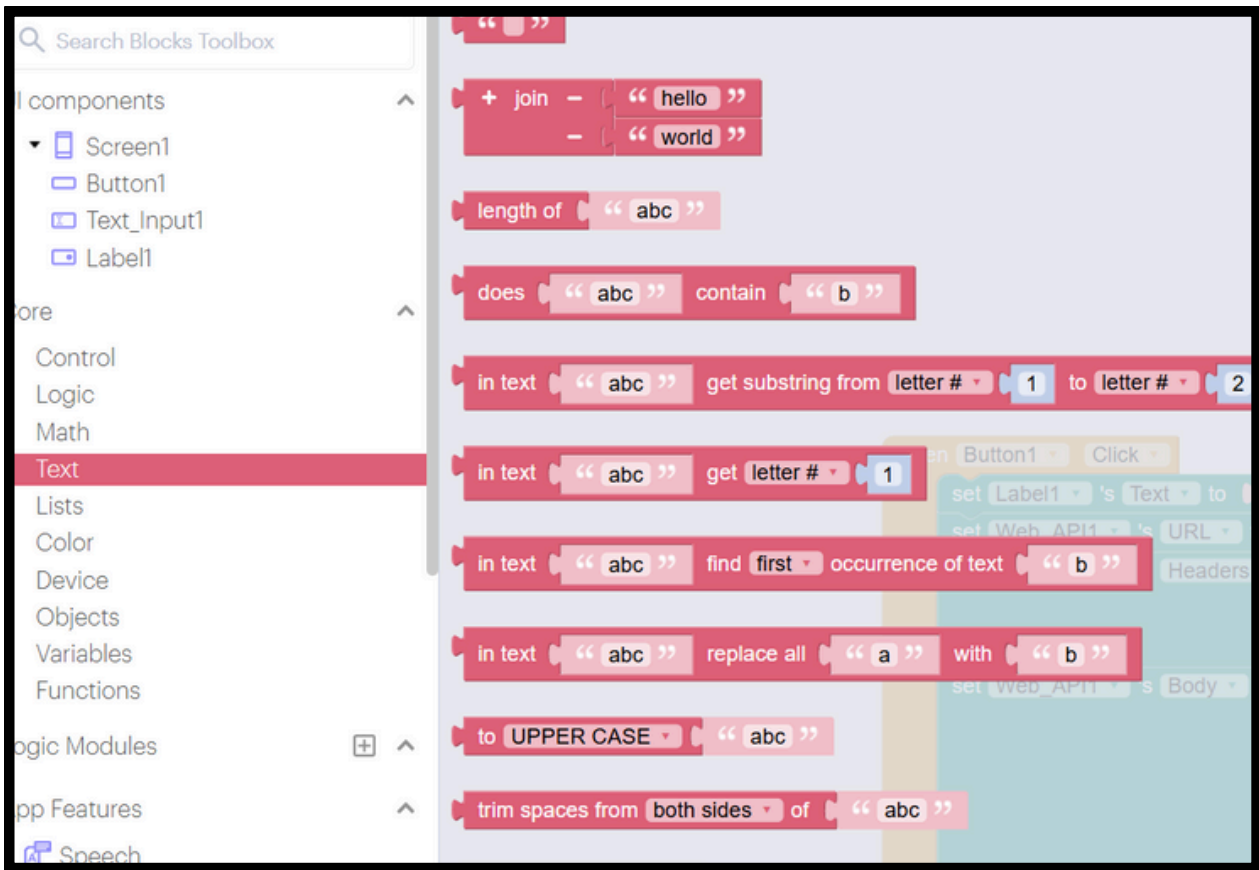 Search Blocks Toolbox
I components
Screen1
Button1
Text_Input1
Label1
ore
Control
Logic
Math
Text
Lists
Color
Device
Objects
Variables
Functions
ogic Modules
pp Features
Speech
“ ”
+ join − “ hello ”
− “ world ”
length of “ abc ”
does “ abc ” contain “ b ”
in text “ abc ” get substring from letter # 1 to letter # 2
in text “ abc ” get letter # 1
in text “ abc ” find first occurrence of text “ b ”
in text “ abc ” replace all “ a ” with “ b ”
to UPPER CASE “ abc ”
trim spaces from both sides of “ abc ”
n Button1 Click
set Label1 's Text to
set Web_API1 's URL
Headers
set Web_API1 's Body